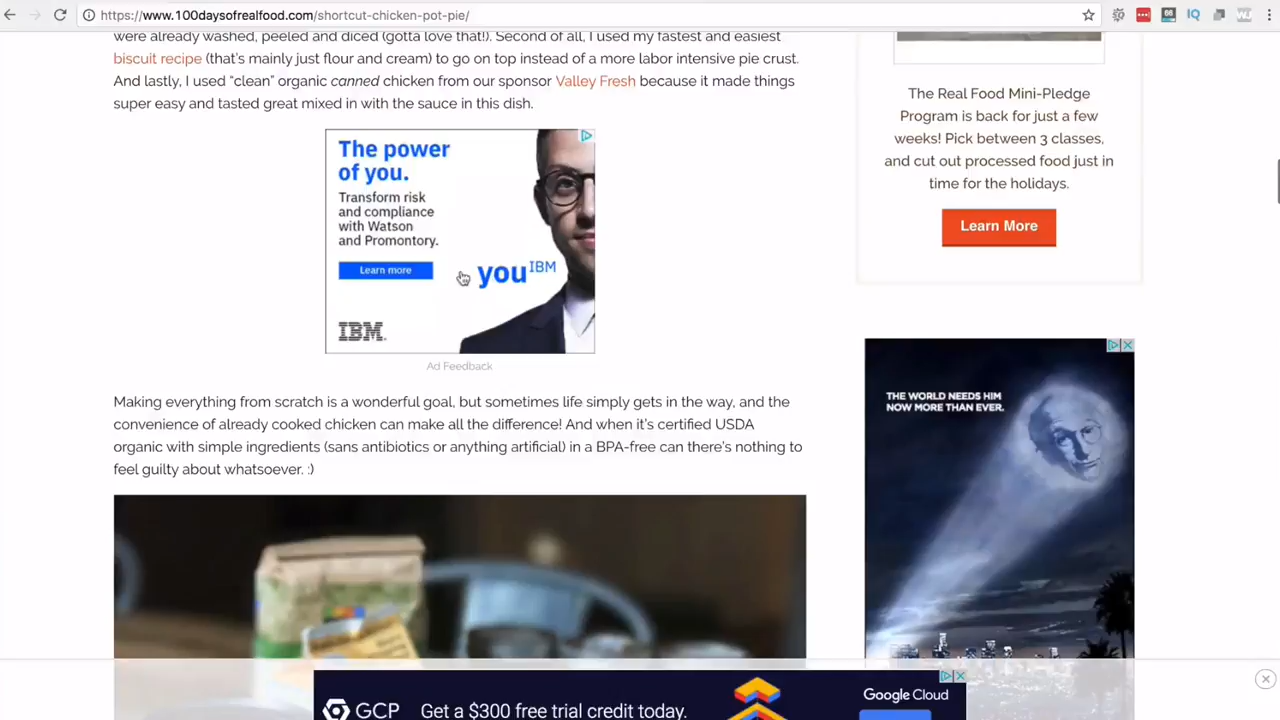 https://www.100daysofrealfood.com/shortcut-chicken-pot-pie/
were already washed, peeled and diced (gotta love that!). Second of all, I used my fastest and easiest
biscuit recipe (that's mainly just flour and cream) to go on top instead of a more labor intensive pie crust.
And lastly, I used "clean" organic canned chicken from our sponsor Valley Fresh because it made things
super easy and tasted great mixed in with the sauce in this dish.
The power
of you.
Transform risk
and compliance
with Watson
and Promontory.
Learn more
you IBM
IBM
Ad Feedback
Making everything from scratch is a wonderful goal, but sometimes life simply gets in the way, and the
convenience of already cooked chicken can make all the difference! And when it's certified USDA
organic with simple ingredients (sans antibiotics or anything artificial) in a BPA-free can there's nothing to
feel guilty about whatsoever. :)
The Real Food Mini-Pledge
Program is back for just a few
weeks! Pick between 3 classes,
and cut out processed food just in
time for the holidays.
Learn More
THE WORLD NEEDS HIM
NOW MORE THAN EVER.
GCP Get a $300 free trial credit today.
Google Cloud